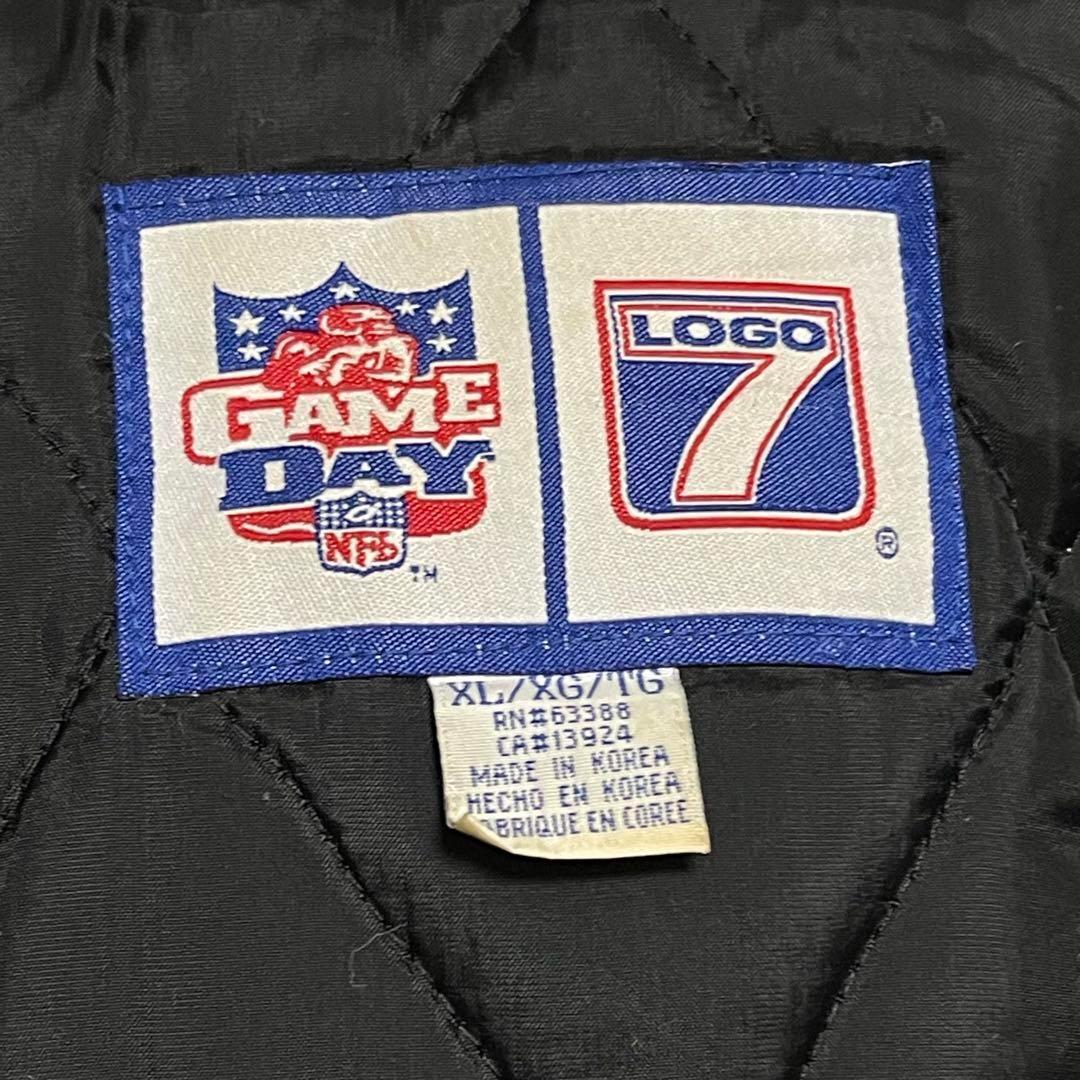 GAME
DAY
NFL
TM
LOGO
7
®
XL/XG/TG
RN#63388
CA#13924
MADE IN KOREA
HECHO EN KOREA
EN COREE